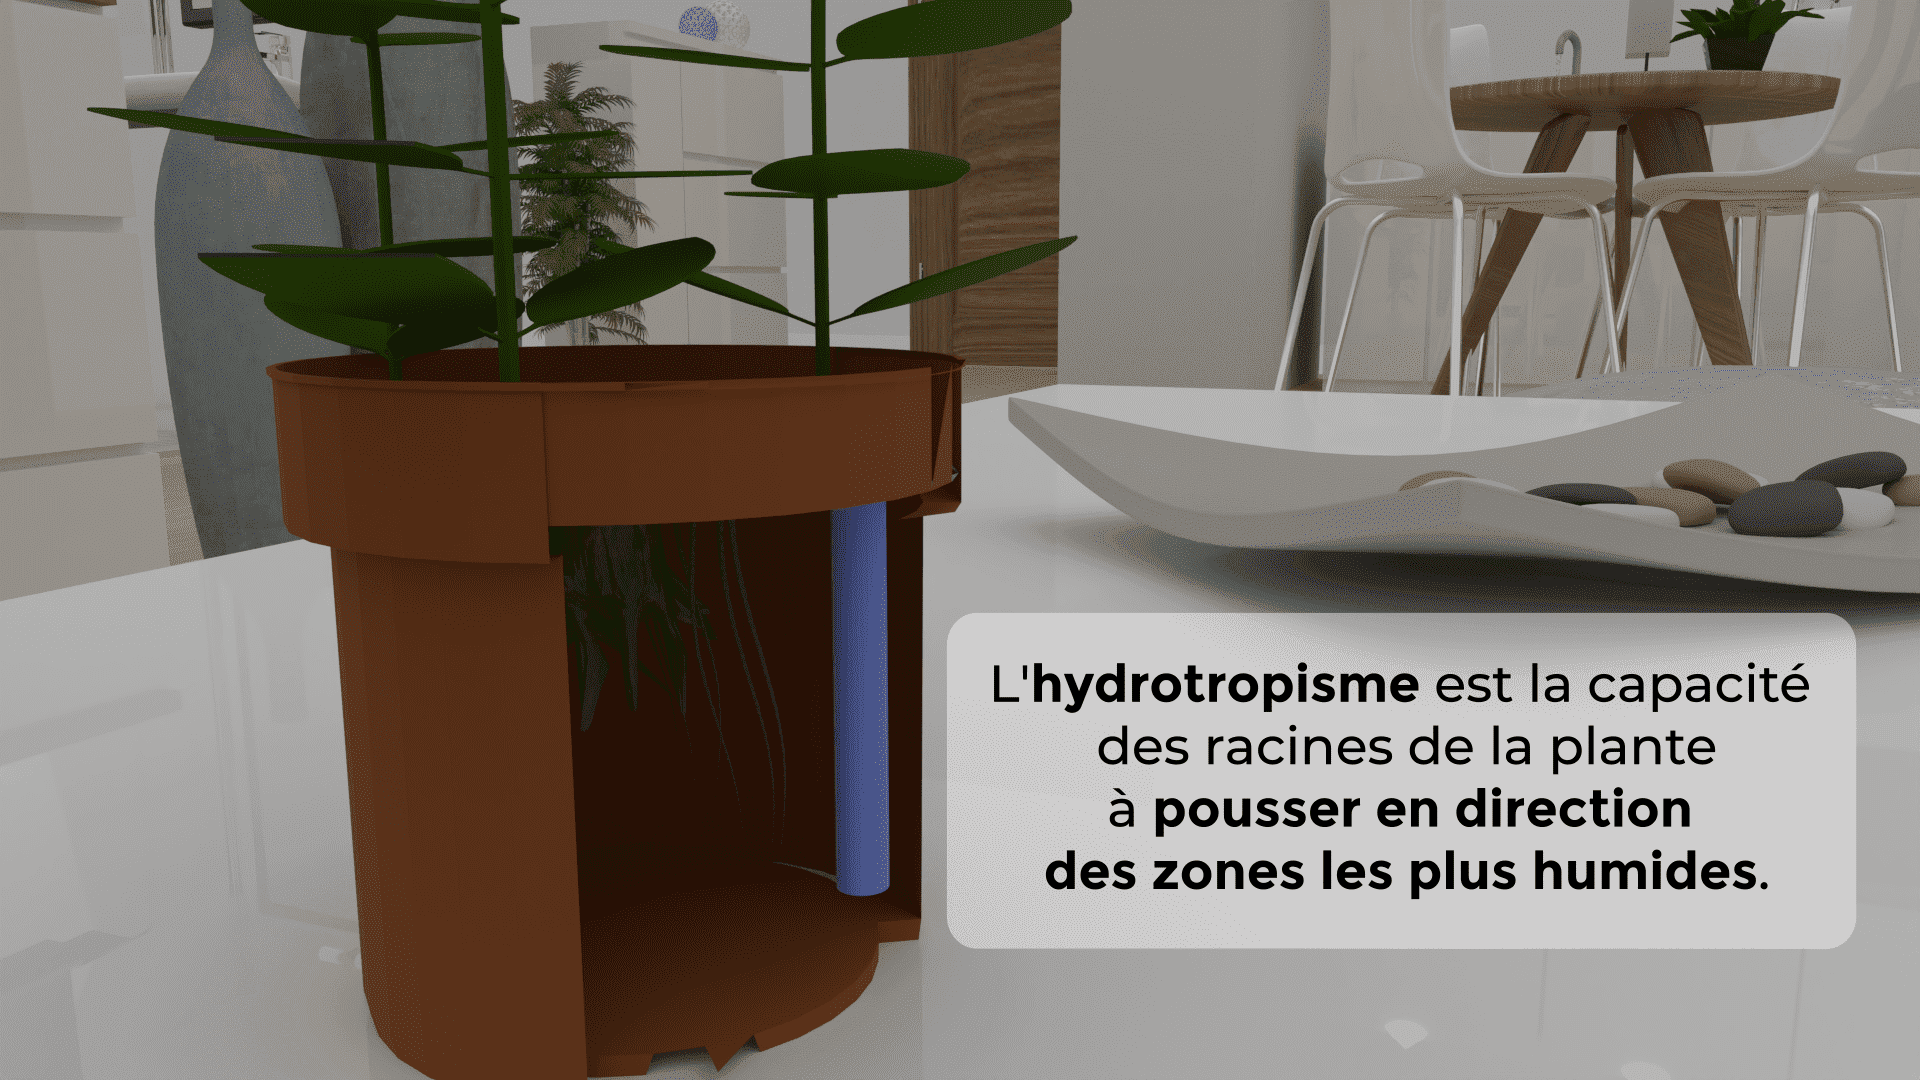 L'hydrotropisme est la capacité
des racines de la plante
à pousser en direction
des zones les plus humides.